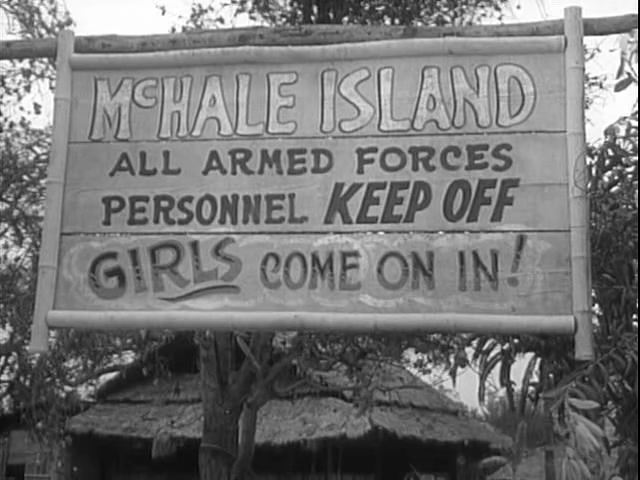 McHALE ISLAND
ALL ARMED FORCES
PERSONNEL KEEP OFF
GIRLS COME ON IN!